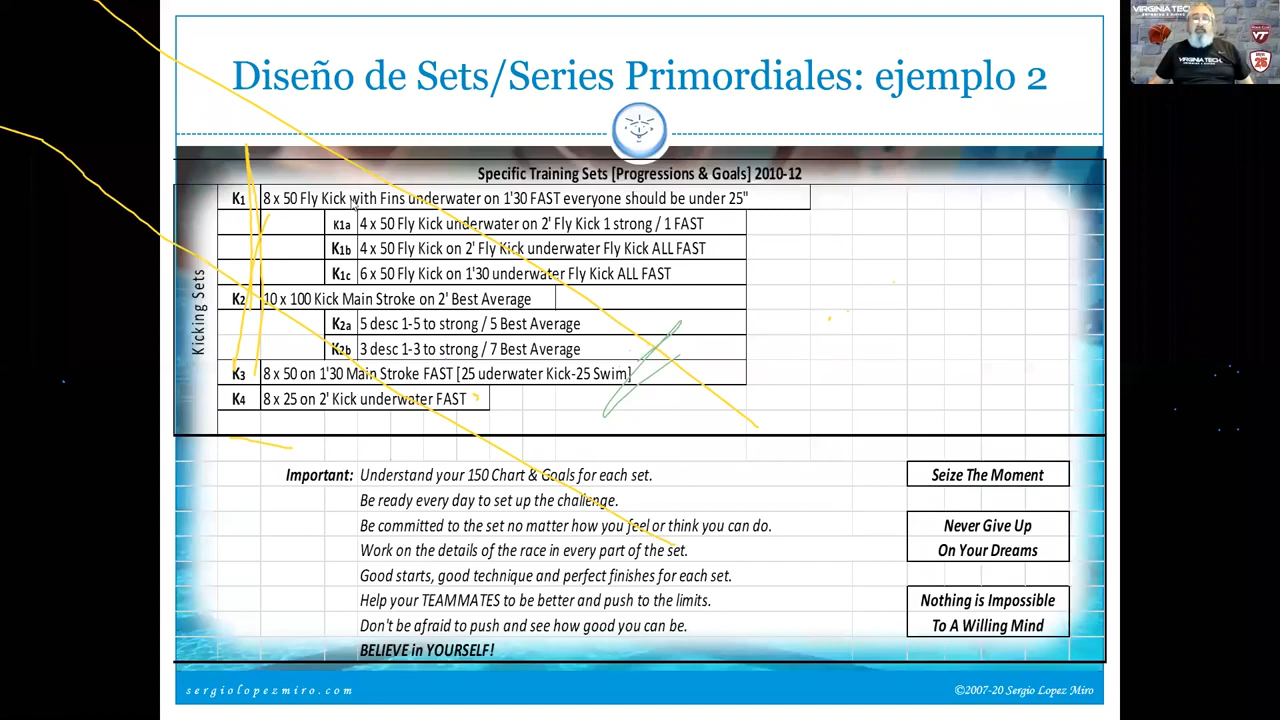 Diseño de Sets/Series Primordiales: ejemplo 2
Specific Training Sets [Progressions & Goals] 2010-12
Kicking Sets
K1 8 x 50 Fly Kick with Fins underwater on 1'30 FAST everyone should be under 25"
K1a 4 x 50 Fly Kick underwater on 2' Fly Kick 1 strong / 1 FAST
K1b 4 x 50 Fly Kick on 2' Fly Kick underwater Fly Kick ALL FAST
K1c 6 x 50 Fly Kick on 1'30 underwater Fly Kick ALL FAST
K2 10 x 100 Kick Main Stroke on 2' Best Average
K2a 5 desc 1-5 to strong / 5 Best Average
K2b 3 desc 1-3 to strong / 7 Best Average
K3 8 x 50 on 1'30 Main Stroke FAST [25 uderwater Kick-25 Swim]
K4 8 x 25 on 2' Kick underwater FAST
Important: Understand your 150 Chart & Goals for each set.
Be ready every day to set up the challenge.
Be committed to the set no matter how you feel or think you can do.
Work on the details of the race in every part of the set.
Good starts, good technique and perfect finishes for each set.
Help your TEAMMATES to be better and push to the limits.
Don't be afraid to push and see how good you can be.
BELIEVE in YOURSELF!
Seize The Moment
Never Give Up
On Your Dreams
Nothing is Impossible
To A Willing Mind
sergiolopezmiro.com
©2007-20 Sergio Lopez Miro
VIRGINIA TECH
VIRGINIA TECH
VT